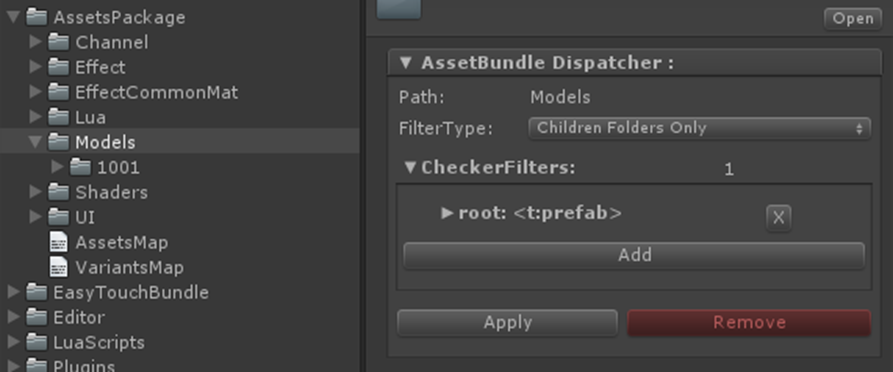 AssetsPackage
Channel
Effect
EffectCommonMat
Lua
Models
1001
Shaders
UI
AssetsMap
VariantsMap
EasyTouchBundle
Editor
LuaScripts
Plugins
Open
AssetBundle Dispatcher :
Path: Models
FilterType: Children Folders Only
CheckerFilters: 1
root: <t:prefab> X
Add
Apply Remove